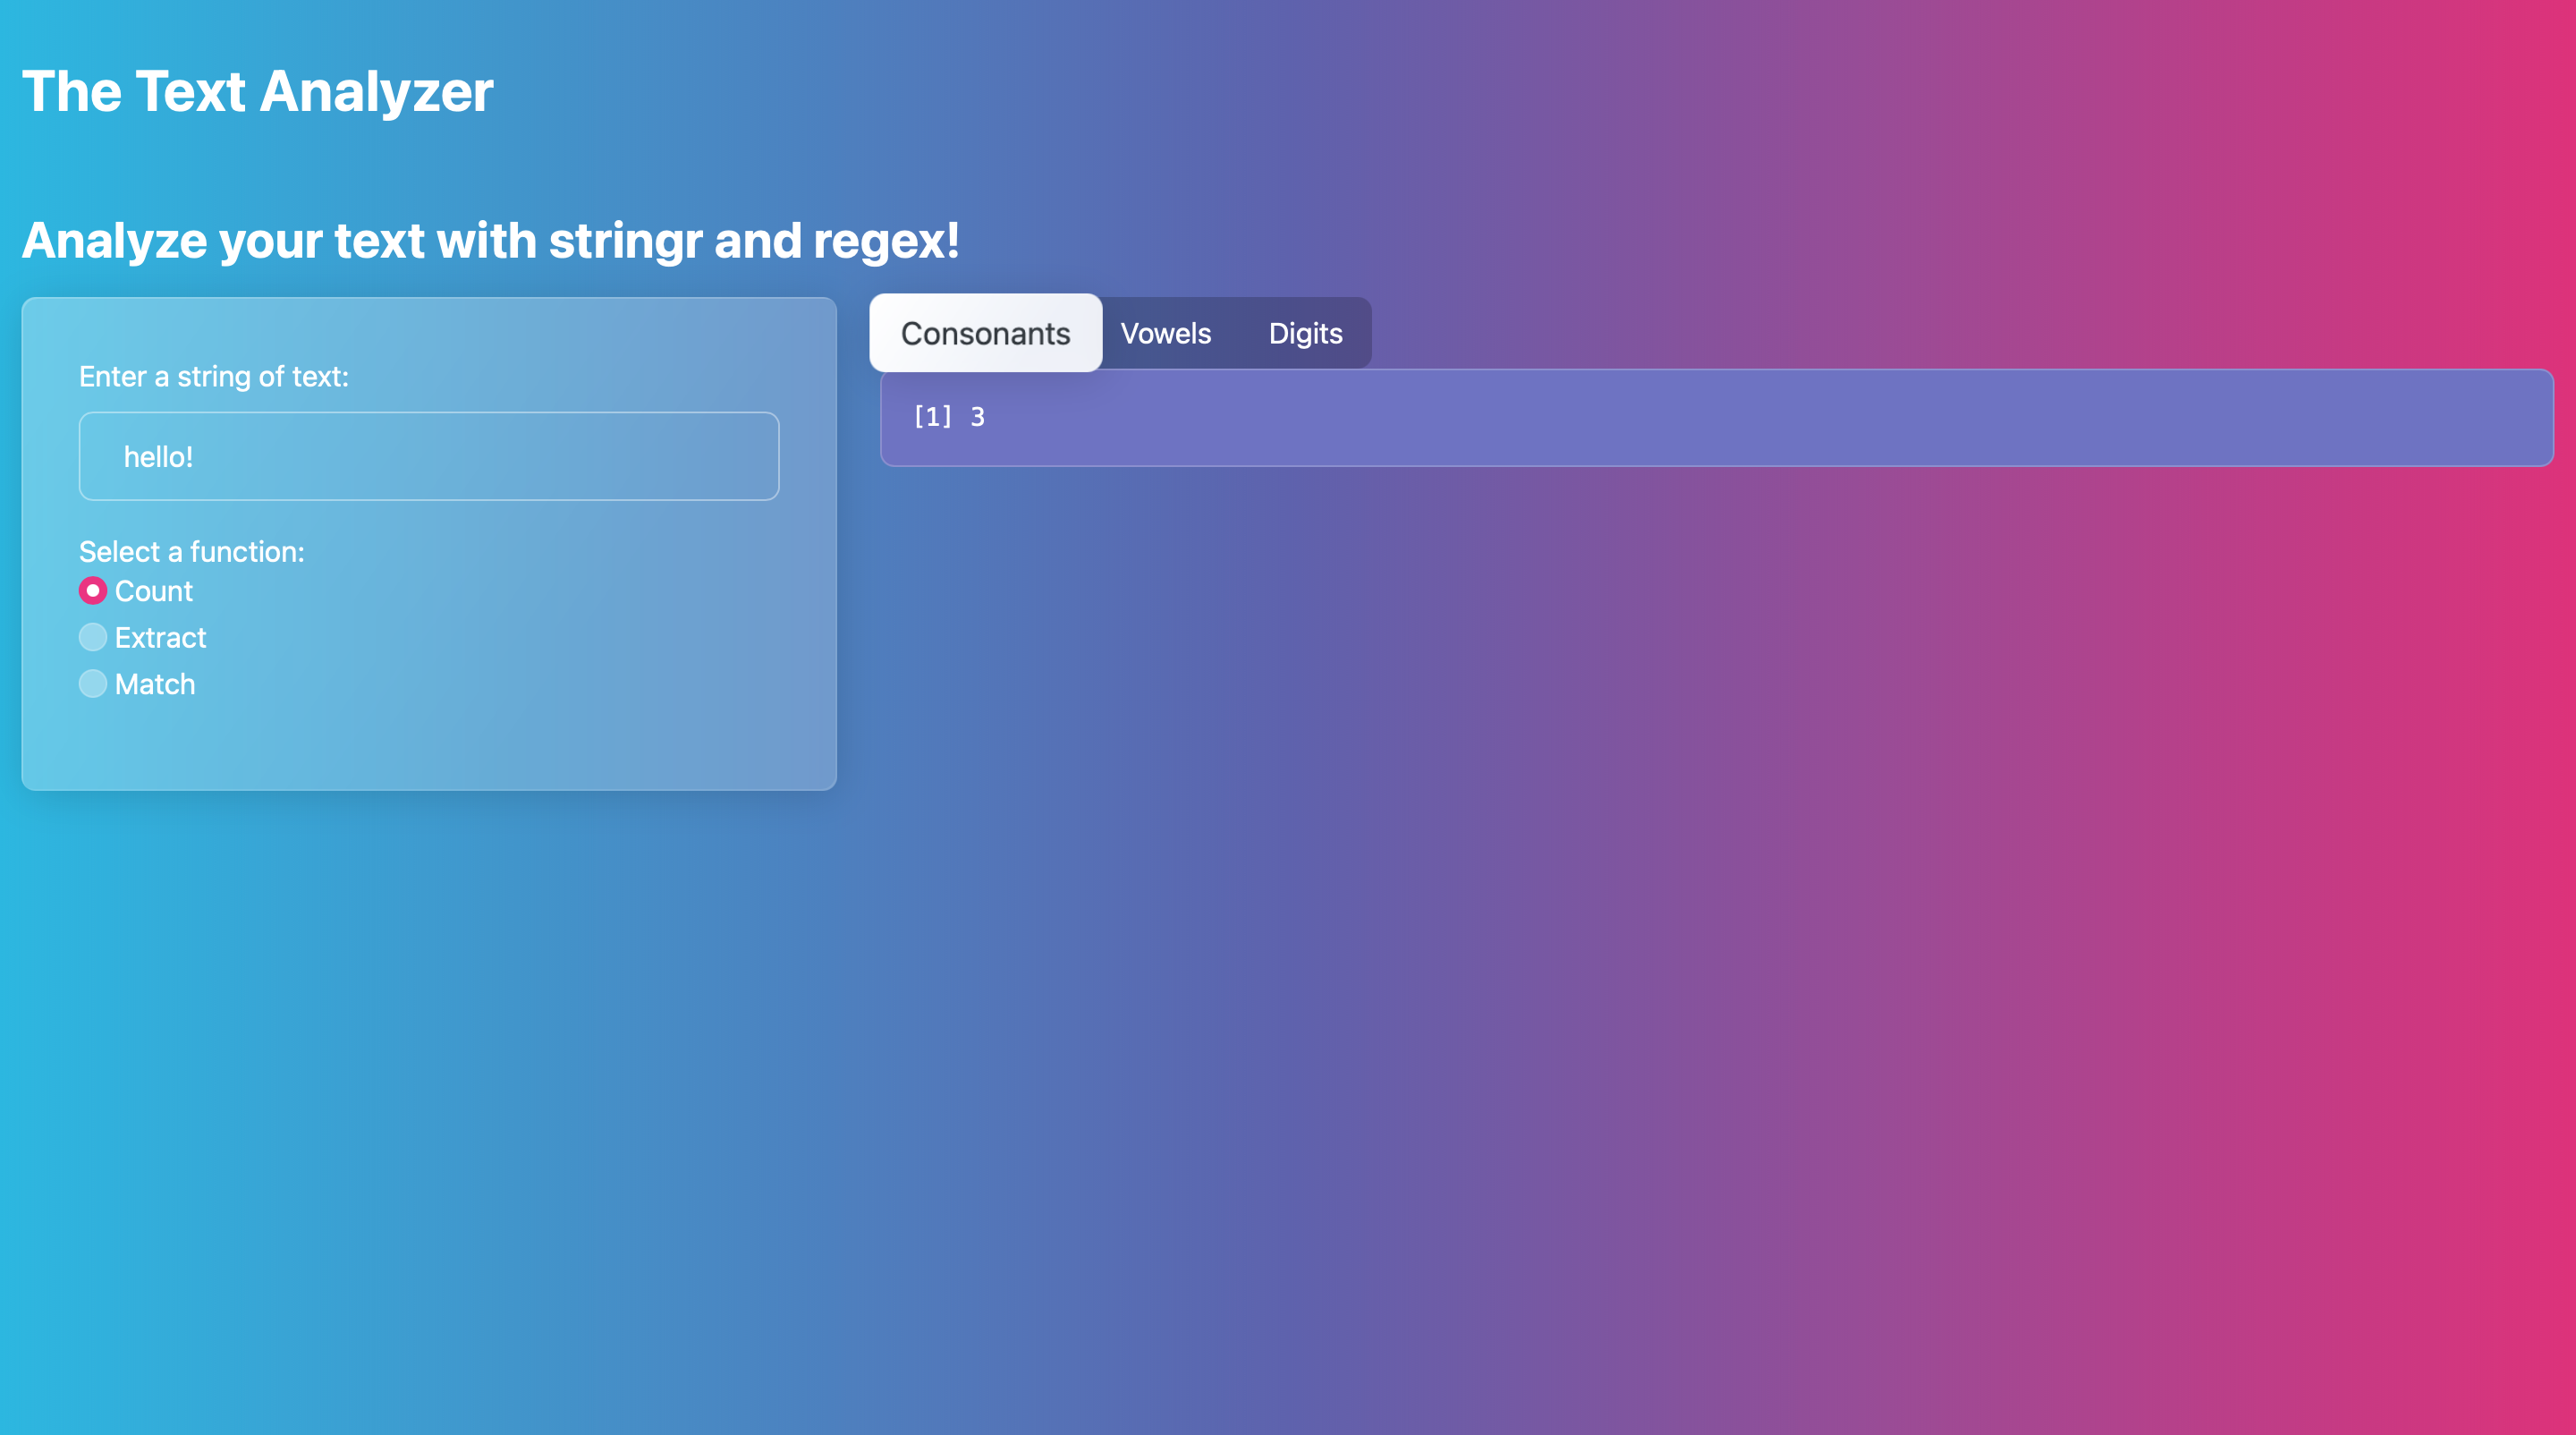 The Text Analyzer
Analyze your text with stringr and regex!
Enter a string of text:
hello!
Select a function:
Count
Extract
Match
Consonants Vowels Digits
[1] 3